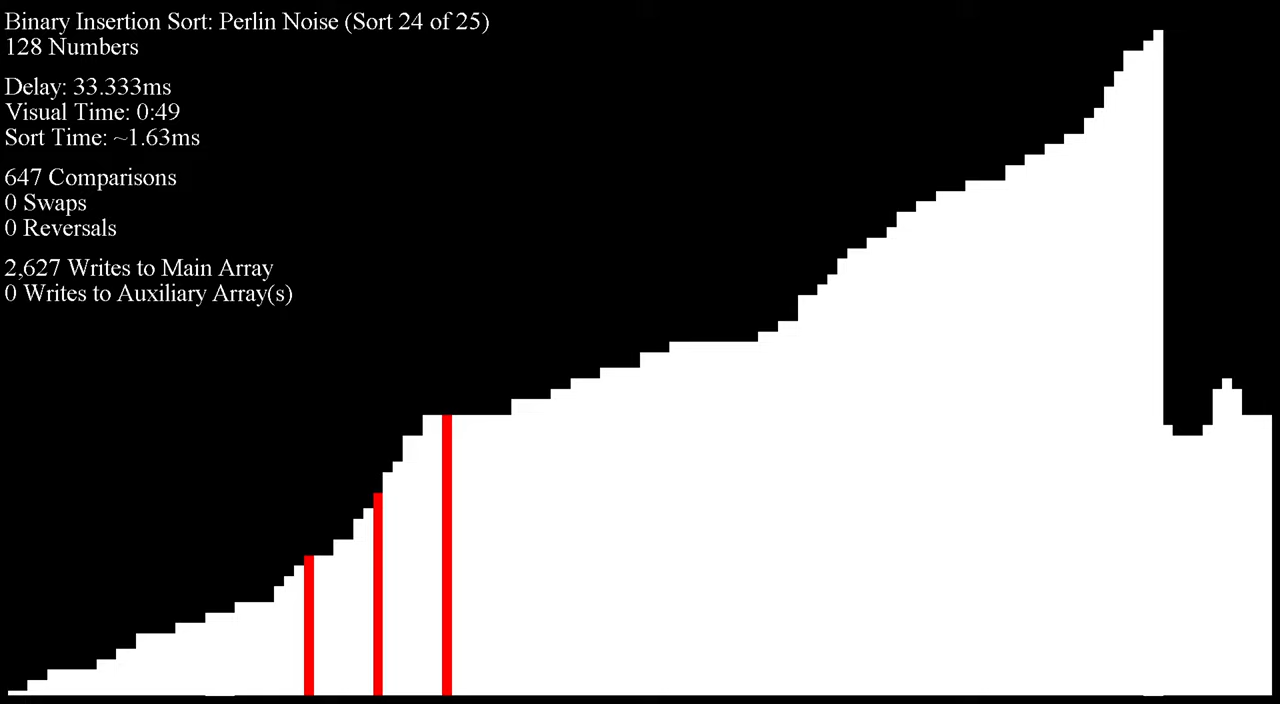 Binary Insertion Sort: Perlin Noise (Sort 24 of 25)
128 Numbers
Delay: 33.333ms
Visual Time: 0:49
Sort Time: ~1.63ms
647 Comparisons
0 Swaps
0 Reversals
2,627 Writes to Main Array
0 Writes to Auxiliary Array(s)